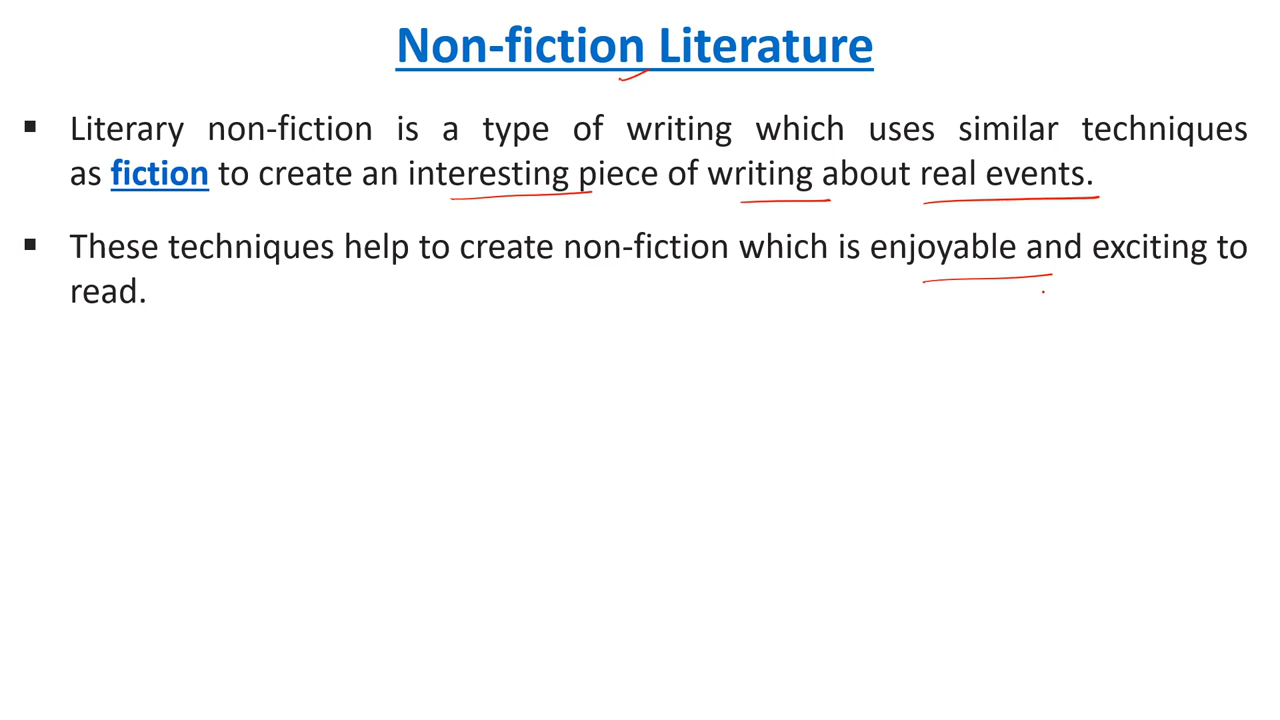 Non-fiction Literature
▪ Literary non-fiction is a type of writing which uses similar techniques
as fiction to create an interesting piece of writing about real events.
▪ These techniques help to create non-fiction which is enjoyable and exciting to
read.